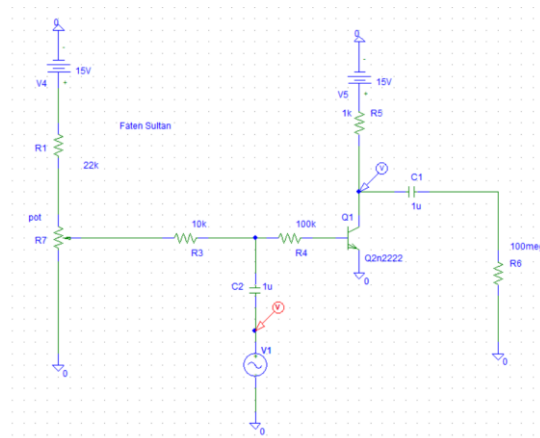 0
0
-
-
V4
15V
+
V5
15V
+
1k
R5
Faten Sultan
R1
22k
V
C1
1u
pot
R7
10k
R3
100k
R4
Q1
Q2n2222
0
100meg
R6
C2
1u
V
V1
0
0
0